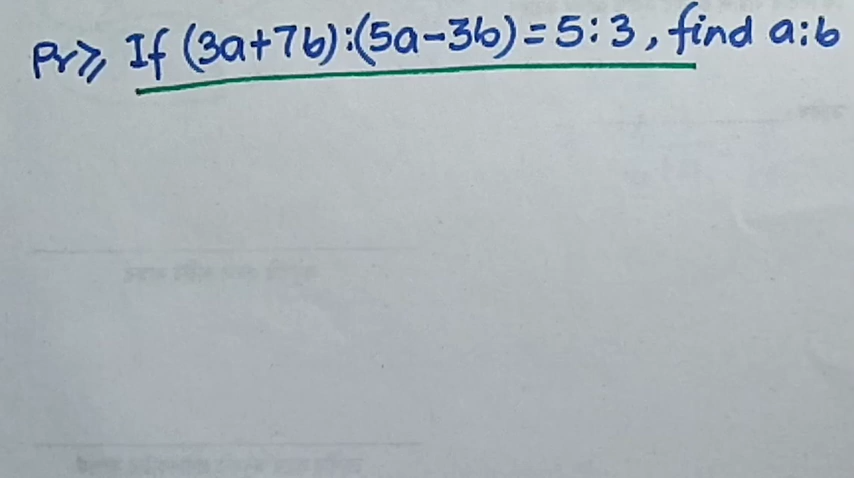 Pr⩾ If (3a+7b):(5a-3b)=5:3, find a:b